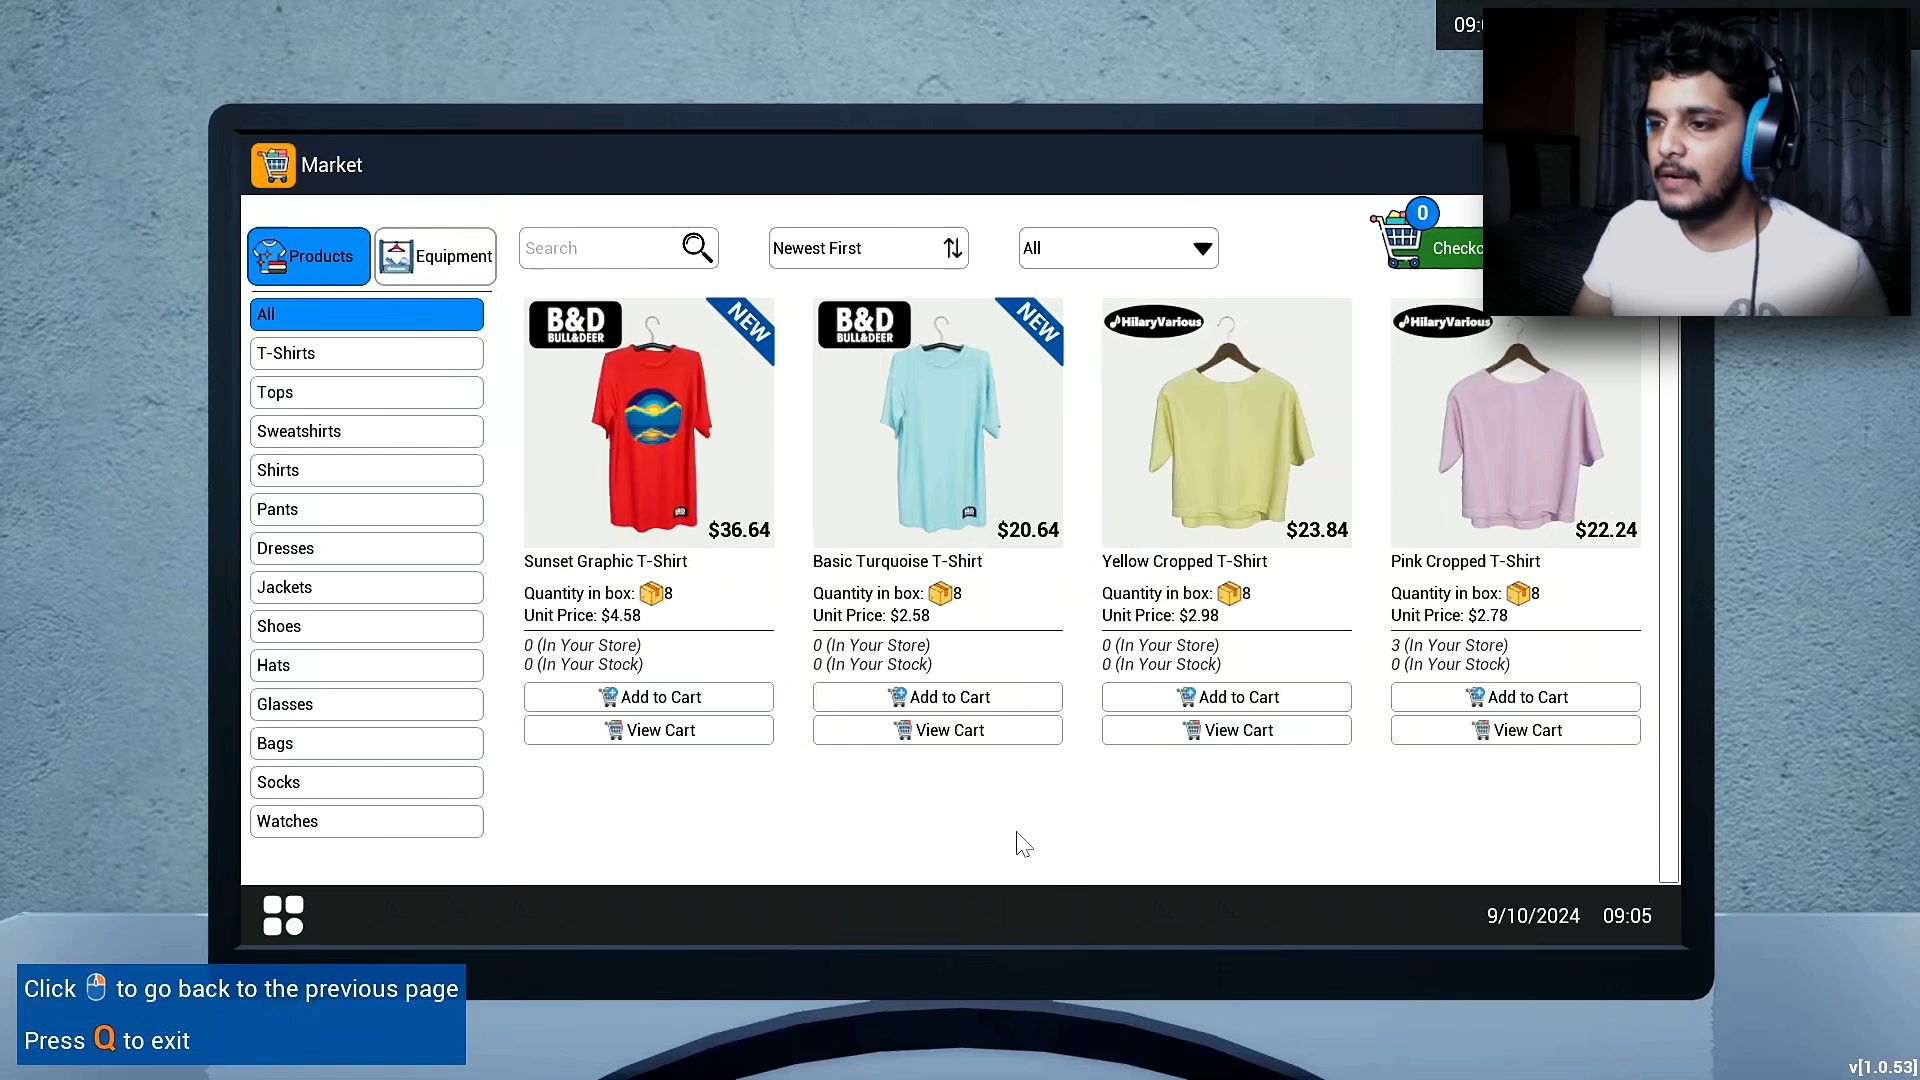 09:
Market
0
Products
Equipment
Search
Newest First
All
Checko
All
T-Shirts
Tops
Sweatshirts
Shirts
Pants
Dresses
Jackets
Shoes
Hats
Glasses
Bags
Socks
Watches
B&D
BULL&DEER
NEW
$36.64
Sunset Graphic T-Shirt
Quantity in box: 8
Unit Price: $4.58
0 (In Your Store)
0 (In Your Stock)
Add to Cart
View Cart
B&D
BULL&DEER
NEW
$20.64
Basic Turquoise T-Shirt
Quantity in box: 8
Unit Price: $2.58
0 (In Your Store)
0 (In Your Stock)
Add to Cart
View Cart
HilaryVarious
$23.84
Yellow Cropped T-Shirt
Quantity in box: 8
Unit Price: $2.98
0 (In Your Store)
0 (In Your Stock)
Add to Cart
View Cart
HilaryVarious
$22.24
Pink Cropped T-Shirt
Quantity in box: 8
Unit Price: $2.78
3 (In Your Store)
0 (In Your Stock)
Add to Cart
View Cart
9/10/2024 09:05
Click to go back to the previous page
Press Q to exit
v[1.0.53]